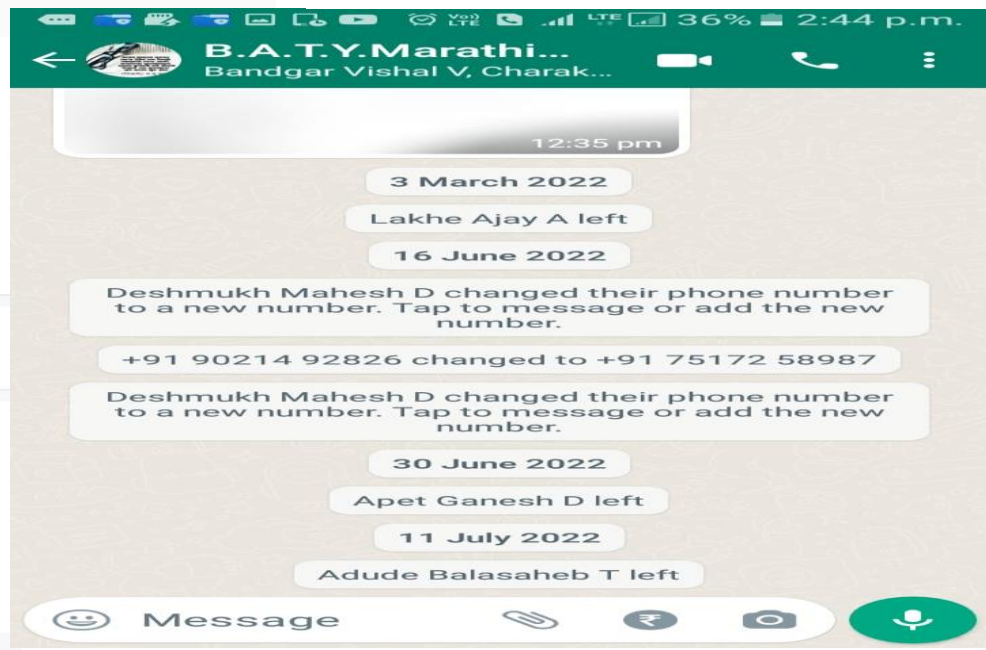 LTE 36% 2:44 p.m.
B.A.T.Y.Marathi...
Bandgar Vishal V, Charak...
12:35 pm
3 March 2022
Lakhe Ajay A left
16 June 2022
Deshmukh Mahesh D changed their phone number
to a new number. Tap to message or add the new
number.
+91 90214 92826 changed to +91 75172 58987
Deshmukh Mahesh D changed their phone number
to a new number. Tap to message or add the new
number.
30 June 2022
Apet Ganesh D left
11 July 2022
Adude Balasaheb T left
Message